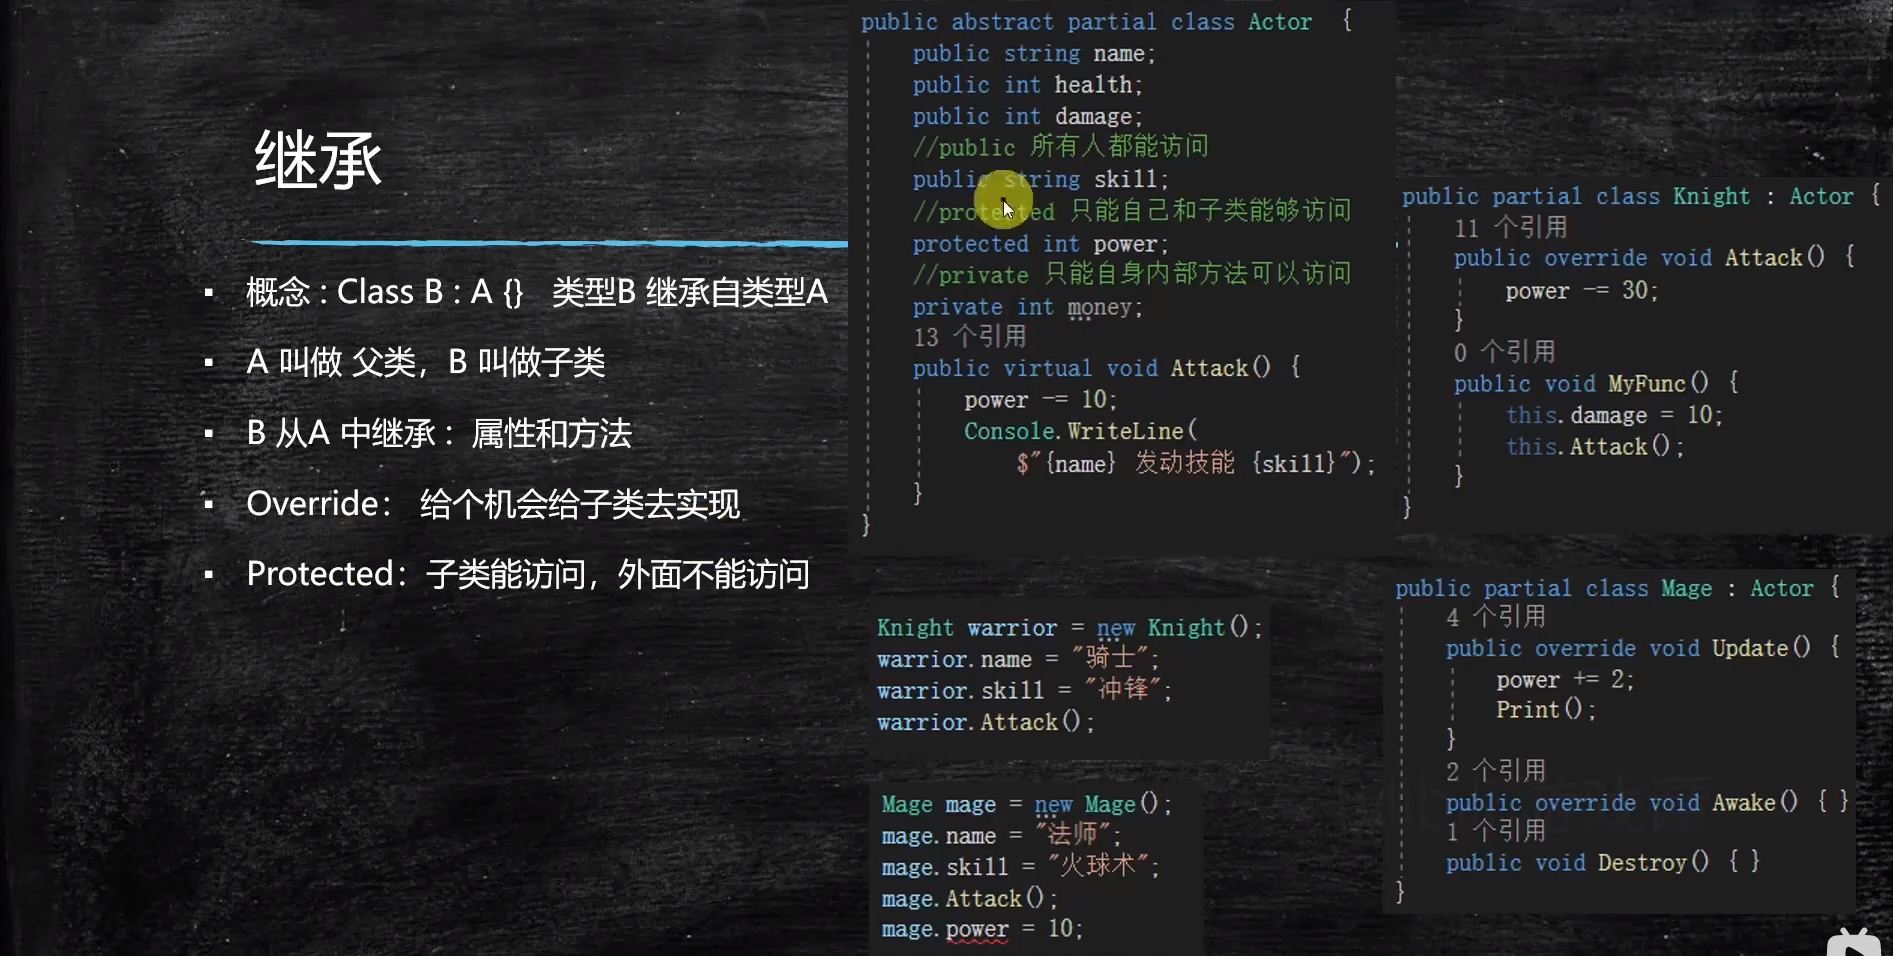 继承
▪ 概念 : Class B : A {} 类型B 继承自类型A
▪ A 叫做 父类，B 叫做子类
▪ B 从A 中继承 : 属性和方法
▪ Override： 给个机会给子类去实现
▪ Protected：子类能访问，外面不能访问
public abstract partial class Actor {
public string name;
public int health;
public int damage;
//public 所有人都能访问
public string skill;
//protected 只能自己和子类能够访问
protected int power;
//private 只能自身内部方法可以访问
private int money;
13 个引用
public virtual void Attack() {
power -= 10;
Console.WriteLine(
$"{name} 发动技能 {skill}");
}
}
Knight warrior = new Knight();
warrior.name = "骑士";
warrior.skill = "冲锋";
warrior.Attack();
Mage mage = new Mage();
mage.name = "法师";
mage.skill = "火球术";
mage.Attack();
mage.power = 10;
public partial class Knight : Actor {
11 个引用
public override void Attack() {
power -= 30;
}
0 个引用
public void MyFunc() {
this.damage = 10;
this.Attack();
}
}
public partial class Mage : Actor {
4 个引用
public override void Update() {
power += 2;
Print();
}
2 个引用
public override void Awake() { }
1 个引用
public void Destroy() { }
}